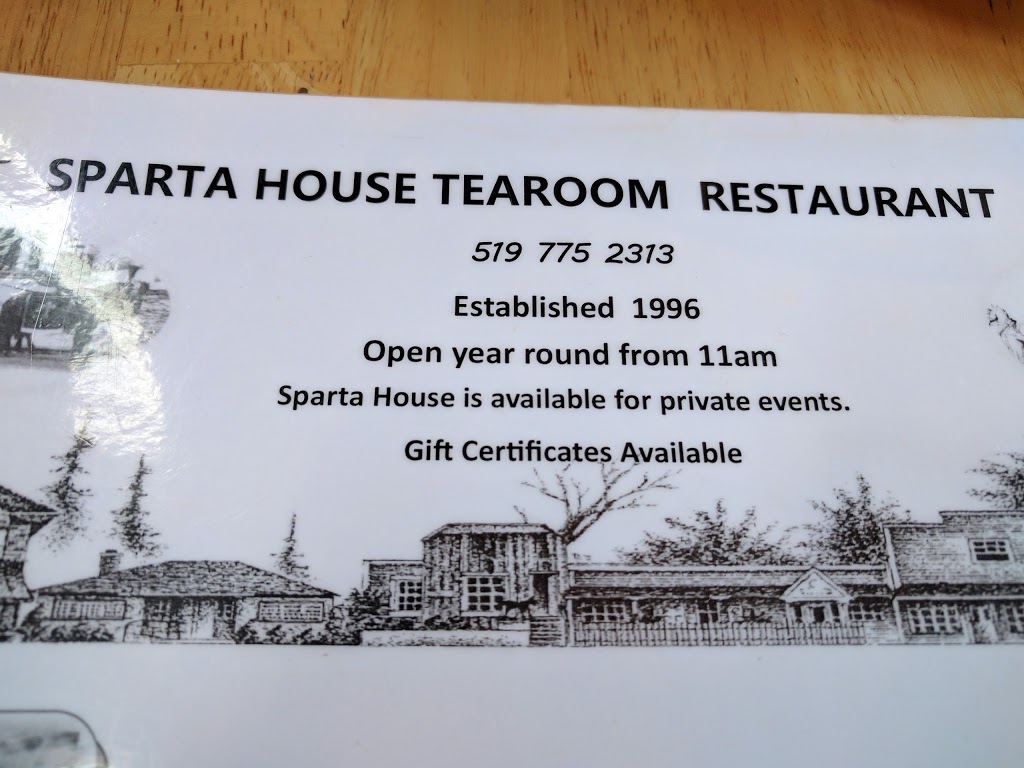 SPARTA HOUSE TEAROOM RESTAURANT
519 775 2313
Established 1996
Open year round from 11am
Sparta House is available for private events.
Gift Certificates Available